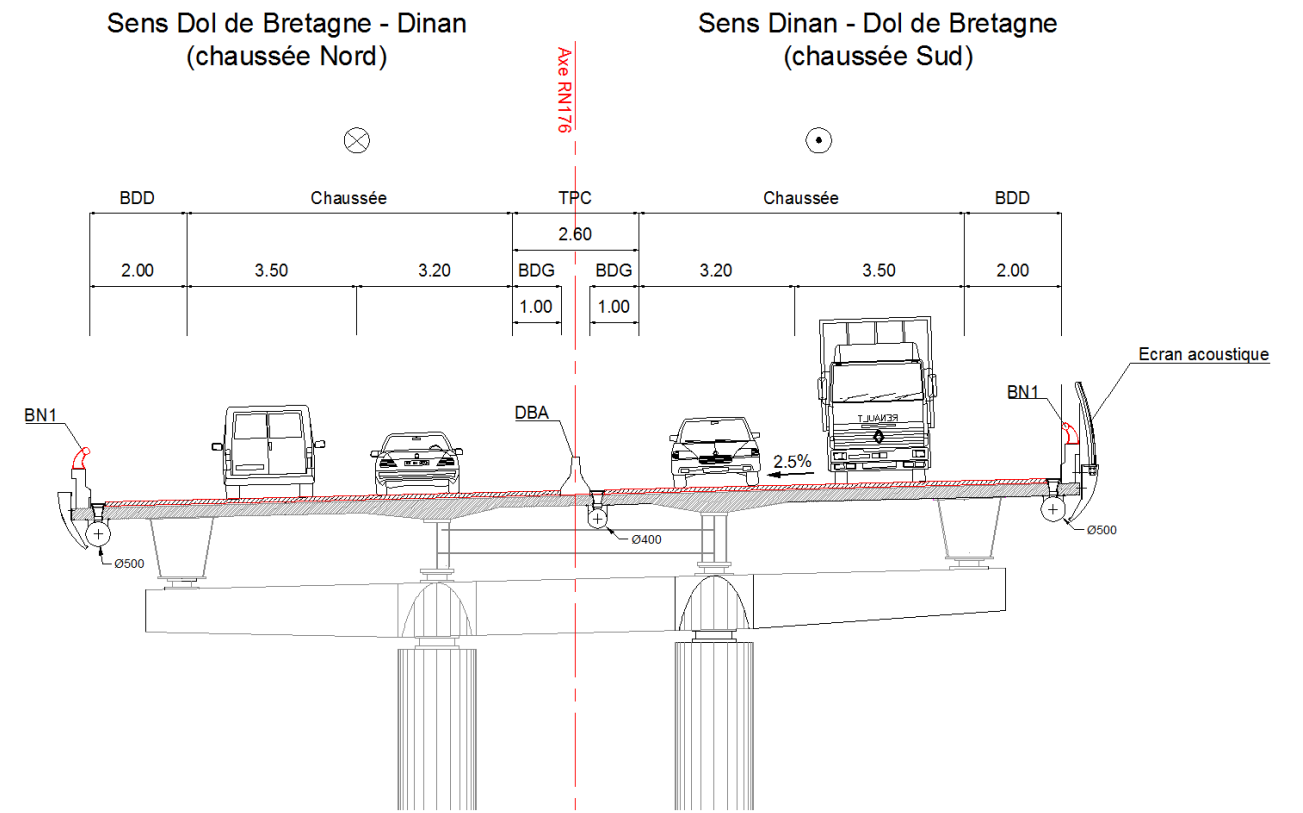 Sens Dol de Bretagne - Dinan
(chaussée Nord)
Sens Dinan - Dol de Bretagne
(chaussée Sud)
Axe RN176
BDD
Chaussée
TPC
Chaussée
BDD
2.60
2.00
3.50
3.20
BDG
BDG
3.20
3.50
2.00
1.00
1.00
Ecran acoustique
BN1
DBA
BN1
RENAULT
2.5%
Ø500
Ø400
Ø500